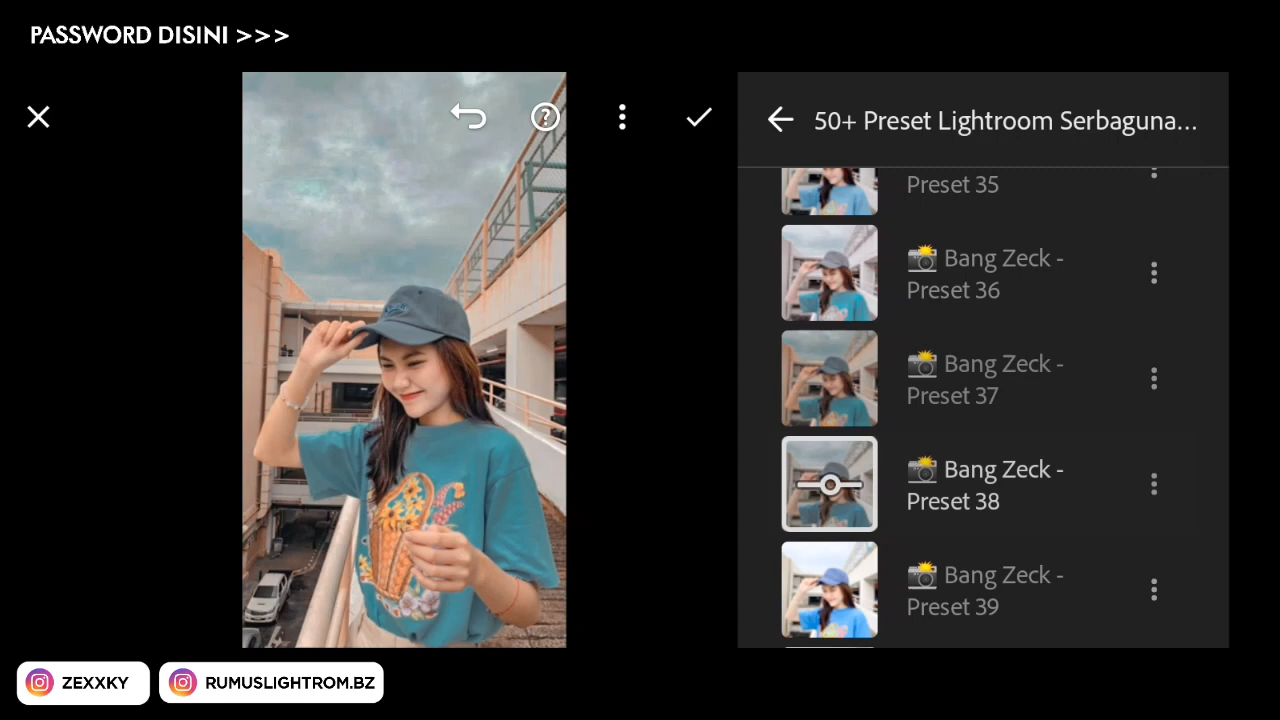 PASSWORD DISINI >>>
50+ Preset Lightroom Serbaguna...
Preset 35
📸 Bang Zeck -
Preset 36
📸 Bang Zeck -
Preset 37
📸 Bang Zeck -
Preset 38
📸 Bang Zeck -
Preset 39
ZEXXKY
RUMUSLIGHTROM.BZ